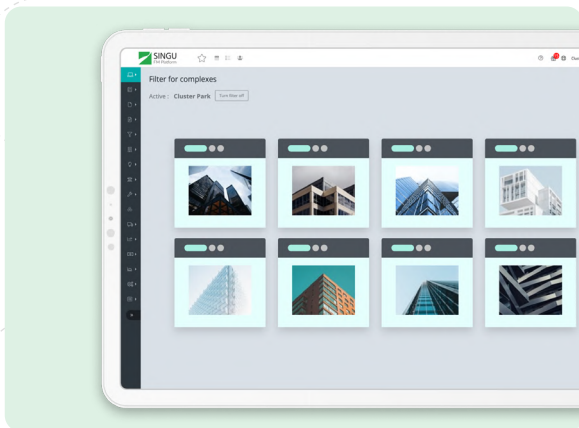 SINGU
FM Platform
Filter for complexes
Active : Cluster Park Turn filter off